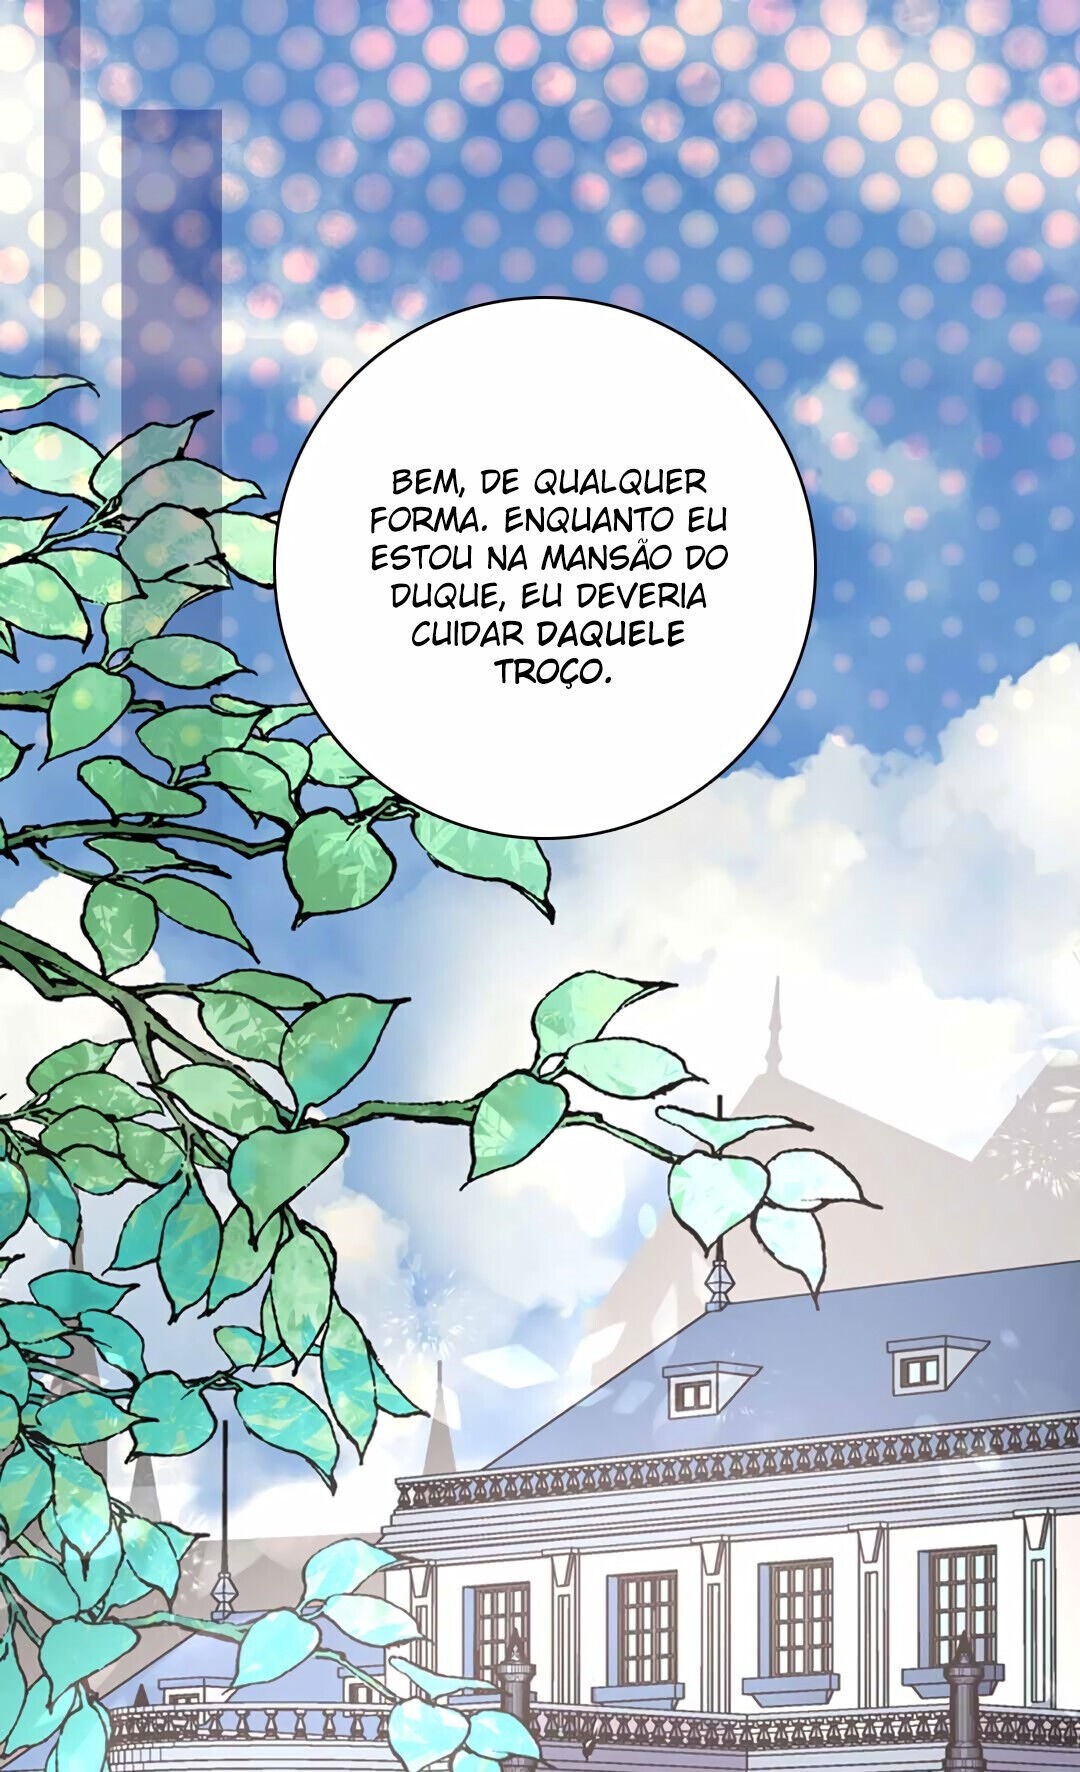 BEM, DE QUALQUER
FORMA. ENQUANTO EU
ESTOU NA MANSÃO DO
DUQUE, EU DEVERIA
CUIDAR DAQUELE
TROÇO.